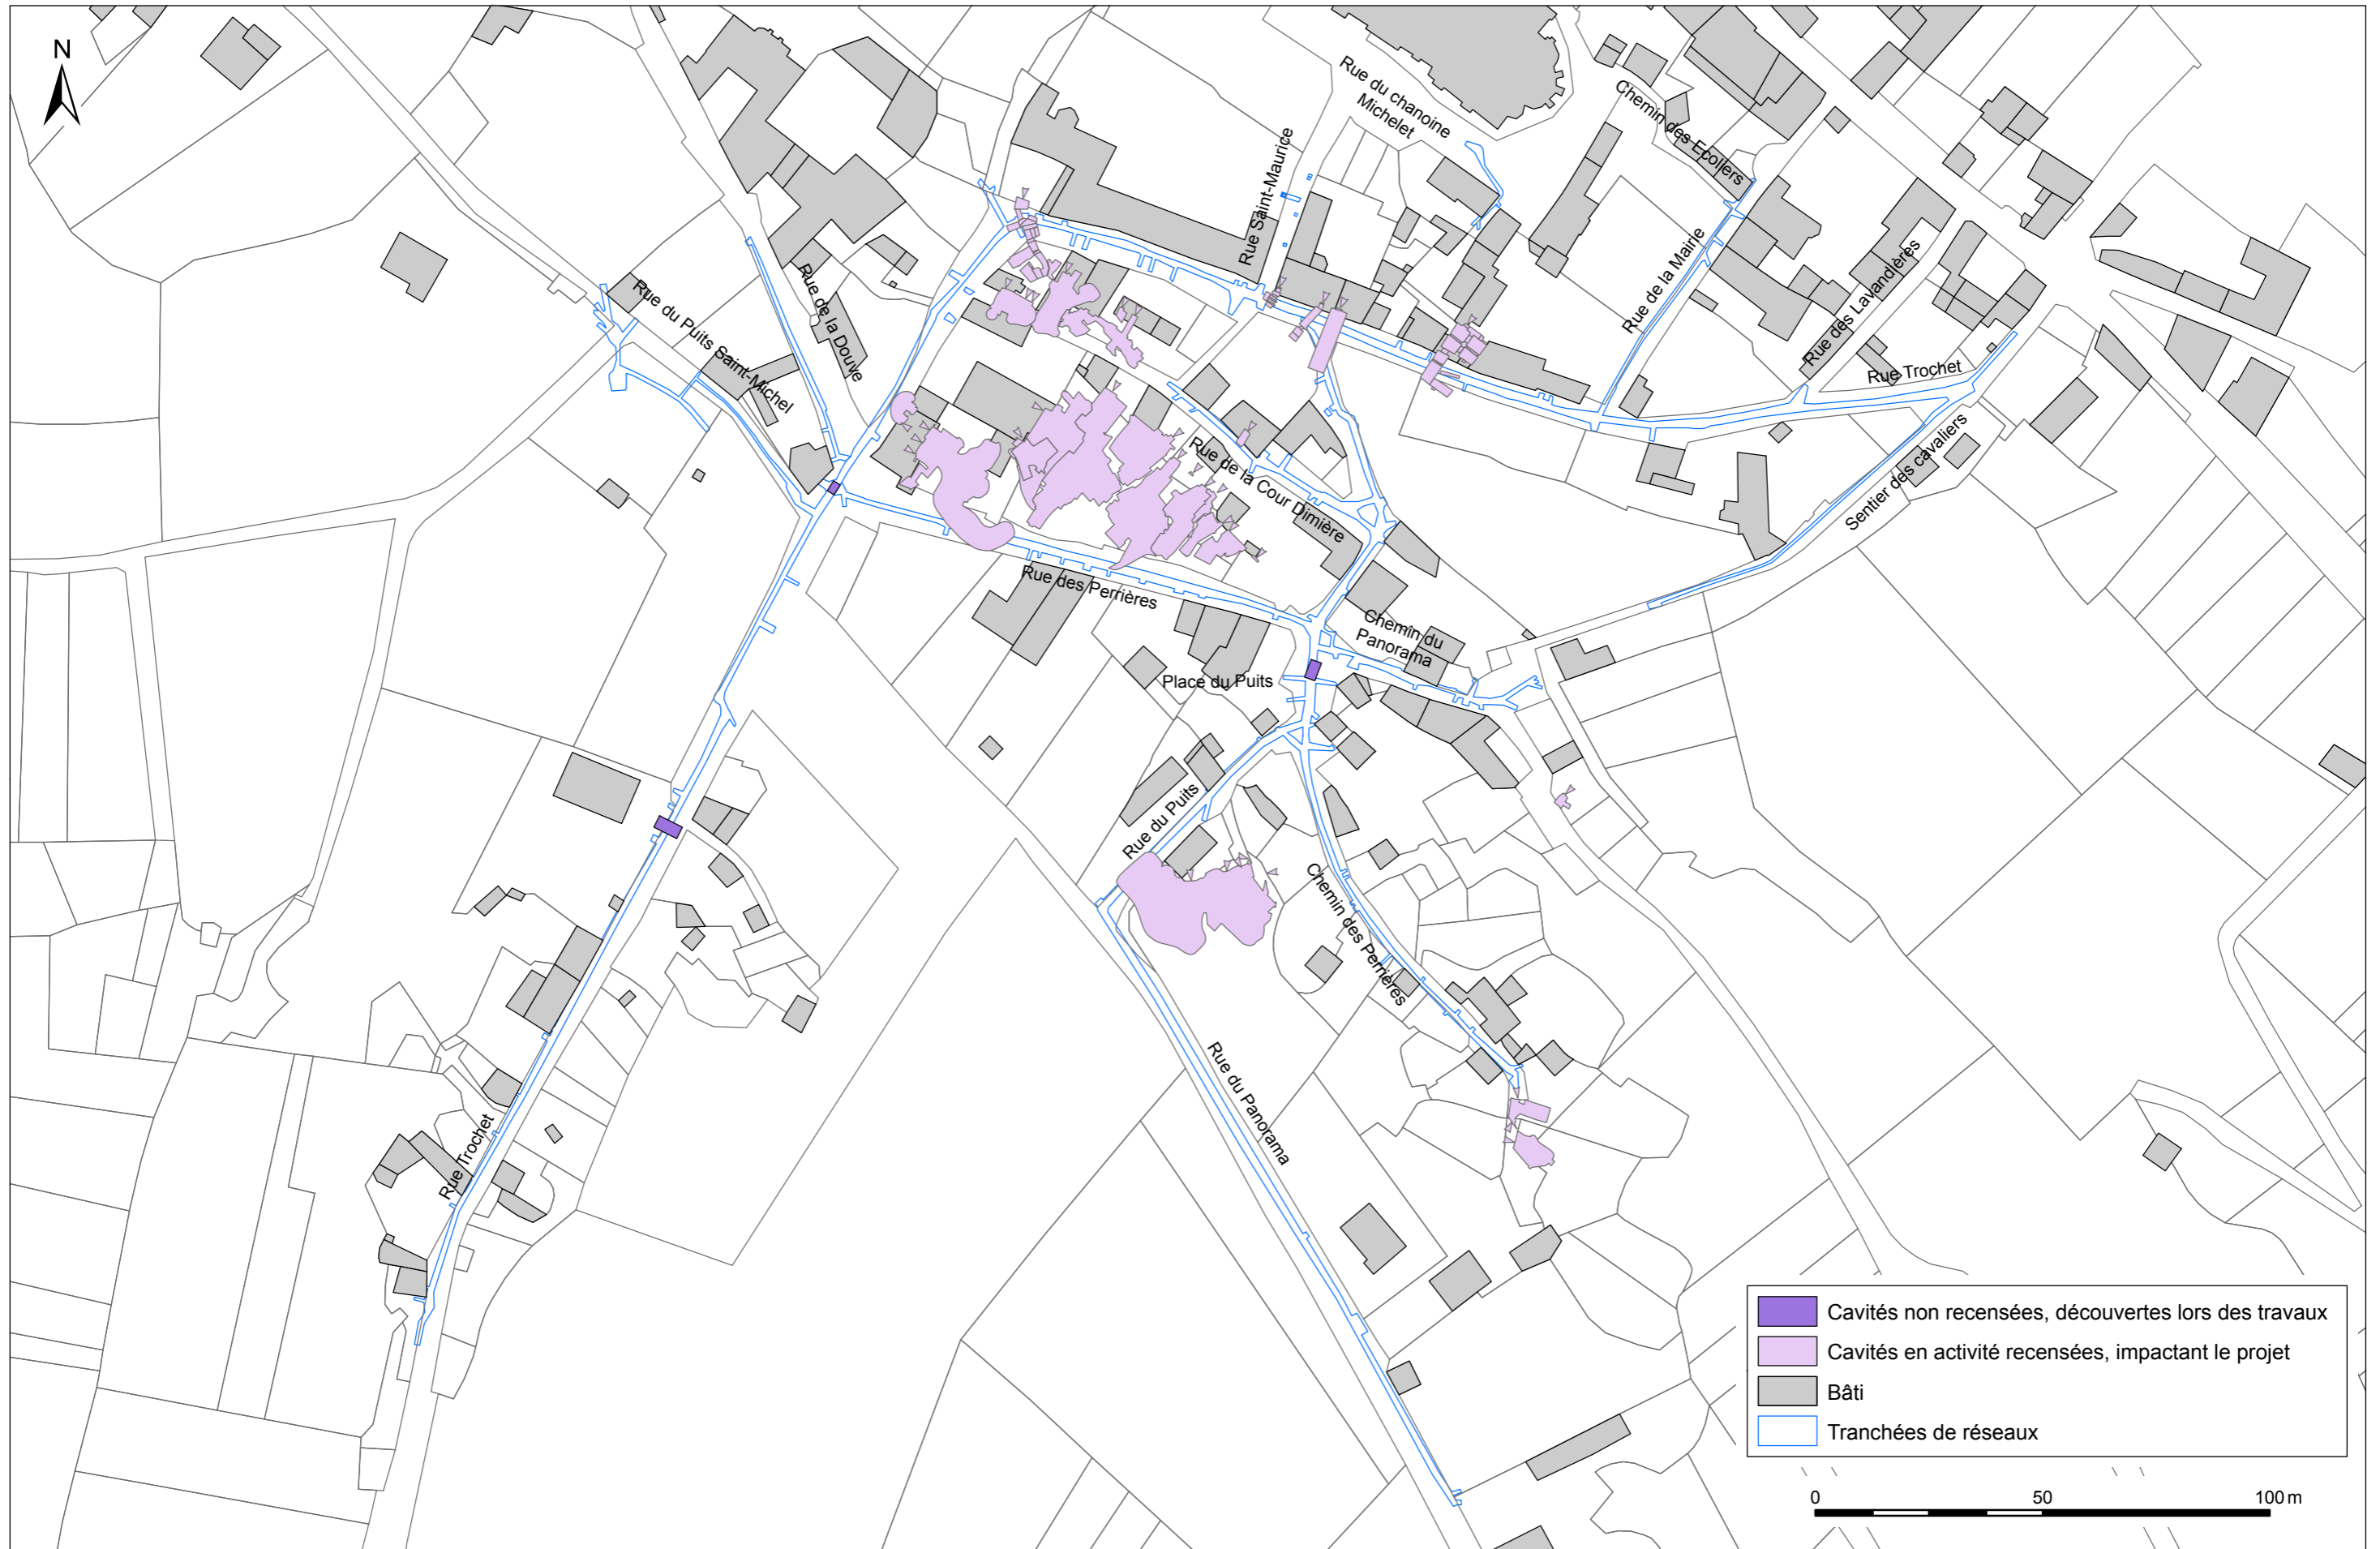 N
Rue du chanoine
Michelet
Chemin des Ecoliers
Rue Saint-Maurice
Rue de la Mairie
Rue des Lavandières
Rue du Puits Saint-Michel
Rue de la Douve
Rue Trochet
Rue de la Cour Dimière
Sentier des cavaliers
Rue des Perrières
Chemin du
Panorama
Place du Puits
Rue du Puits
Chemin des Perrières
Rue du Panorama
Rue Trochet
Cavités non recensées, découvertes lors des travaux
Cavités en activité recensées, impactant le projet
Bâti
Tranchées de réseaux
0 50 100 m